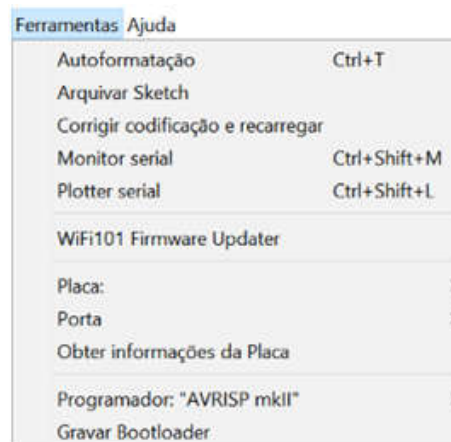 Ferramentas Ajuda
Autoformatação Ctrl+T
Arquivar Sketch
Corrigir codificação e recarregar
Monitor serial Ctrl+Shift+M
Plotter serial Ctrl+Shift+L
WiFi101 Firmware Updater
Placa:
Porta
Obter informações da Placa
Programador: "AVRISP mkII"
Gravar Bootloader